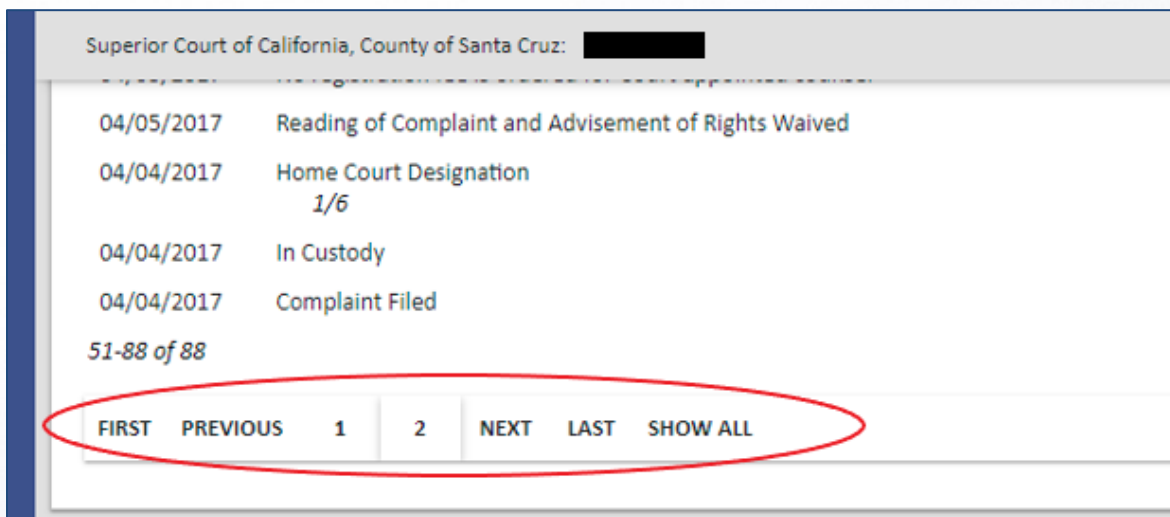 Superior Court of California, County of Santa Cruz:
04/05/2017 Reading of Complaint and Advisement of Rights Waived
04/04/2017 Home Court Designation
1/6
04/04/2017 In Custody
04/04/2017 Complaint Filed
51-88 of 88
FIRST PREVIOUS 1 2 NEXT LAST SHOW ALL